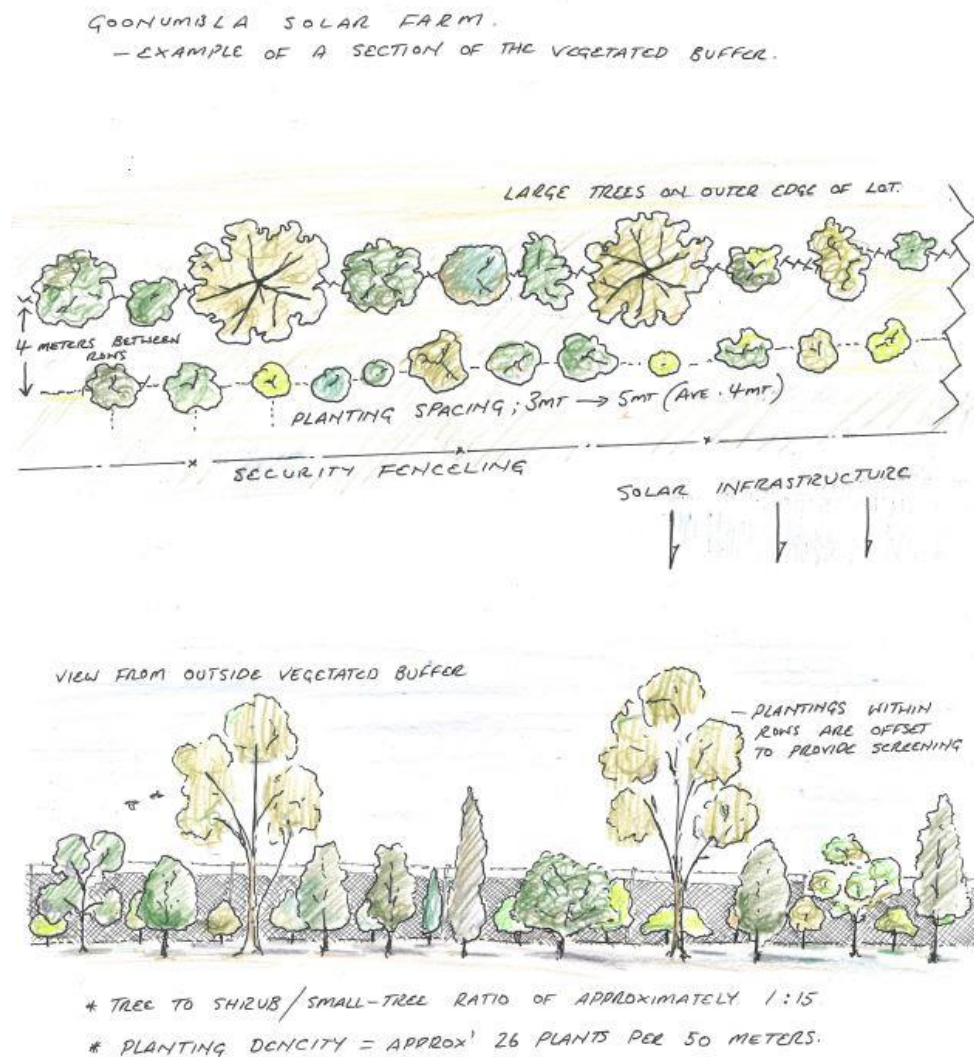 GOONUMBLA SOLAR FARM.
- EXAMPLE OF A SECTION OF THE VEGETATED BUFFER.
LARGE TREES ON OUTER EDGE OF LOT.
4 METERS BETWEEN
ROWS
PLANTING SPACING; 3MT → 5MT (AVE. 4MT.)
SECURITY FENCELING
SOLAR INFRASTRUCTURE
VIEW FROM OUTSIDE VEGETATED BUFFER
- PLANTINGS WITHIN
ROWS ARE OFFSET
TO PROVIDE SCREENING
* TREE TO SHRUB/SMALL-TREE RATIO OF APPROXIMATELY 1:15.
* PLANTING DENCITY = APPROX' 26 PLANTS PER 50 METERS.